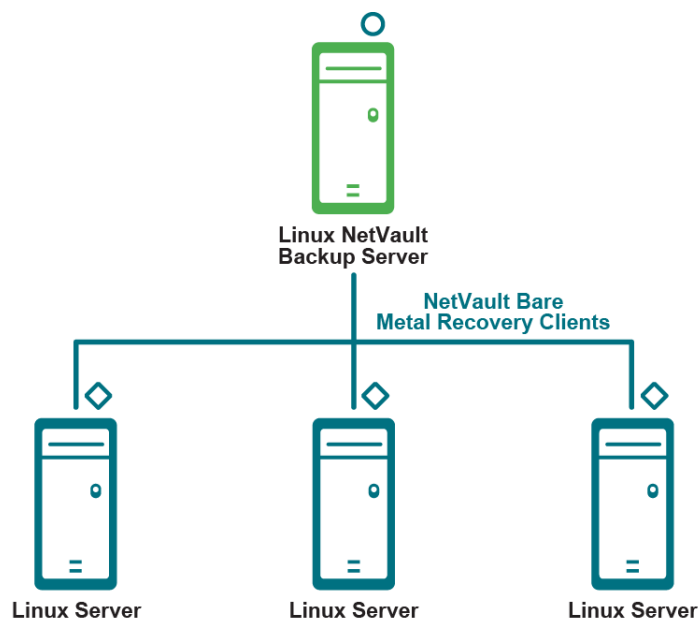 Linux NetVault
Backup Server
NetVault Bare
Metal Recovery Clients
Linux Server
Linux Server
Linux Server